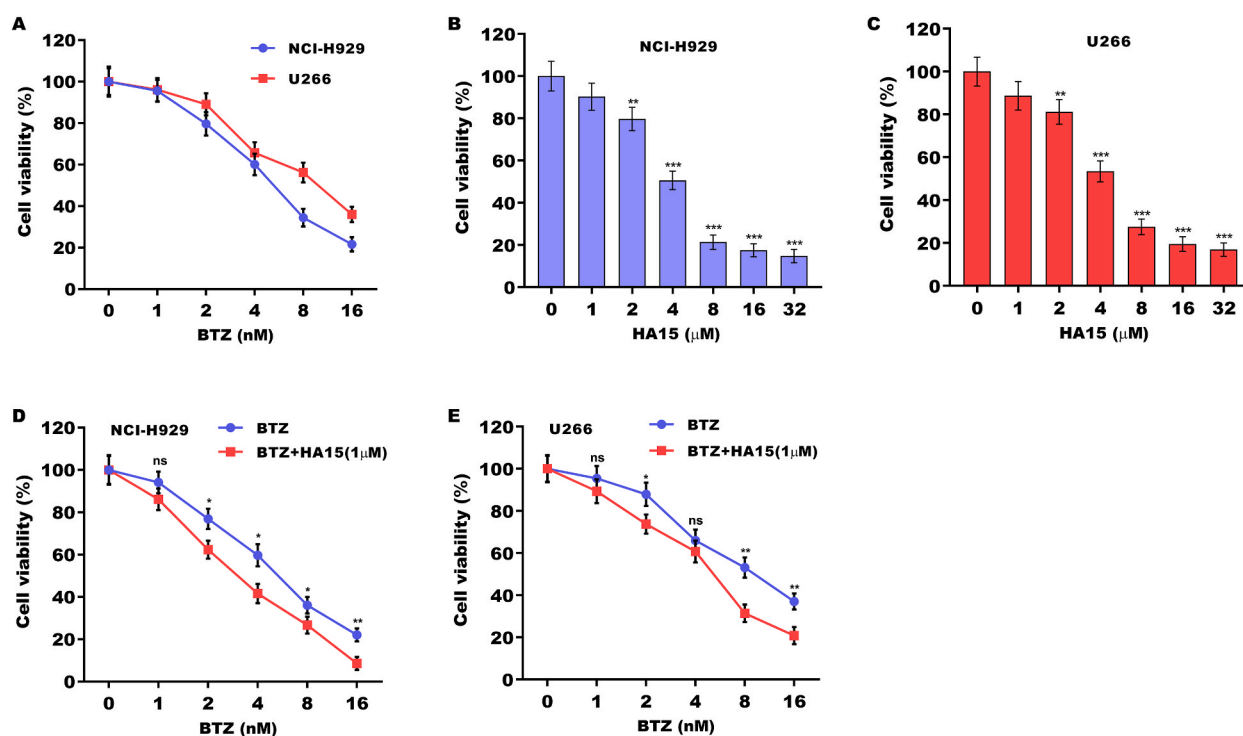 A
Cell viability (%)
120
100
80
60
40
20
0
NCI-H929
U266
0 1 2 4 8 16
BTZ (nM)
B
NCI-H929
Cell viability (%)
120
100
80
60
40
20
0
** *** *** *** ***
0 1 2 4 8 16 32
HA15 (μM)
C
U266
Cell viability (%)
120
100
80
60
40
20
0
** *** *** *** ***
0 1 2 4 8 16 32
HA15 (μM)
D
NCI-H929
BTZ
BTZ+HA15(1μM)
Cell viability (%)
120
100
80
60
40
20
0
ns * * * **
0 1 2 4 8 16
BTZ (nM)
E
U266
BTZ
BTZ+HA15(1μM)
Cell viability (%)
120
100
80
60
40
20
0
ns * ns ** **
0 1 2 4 8 16
BTZ (nM)